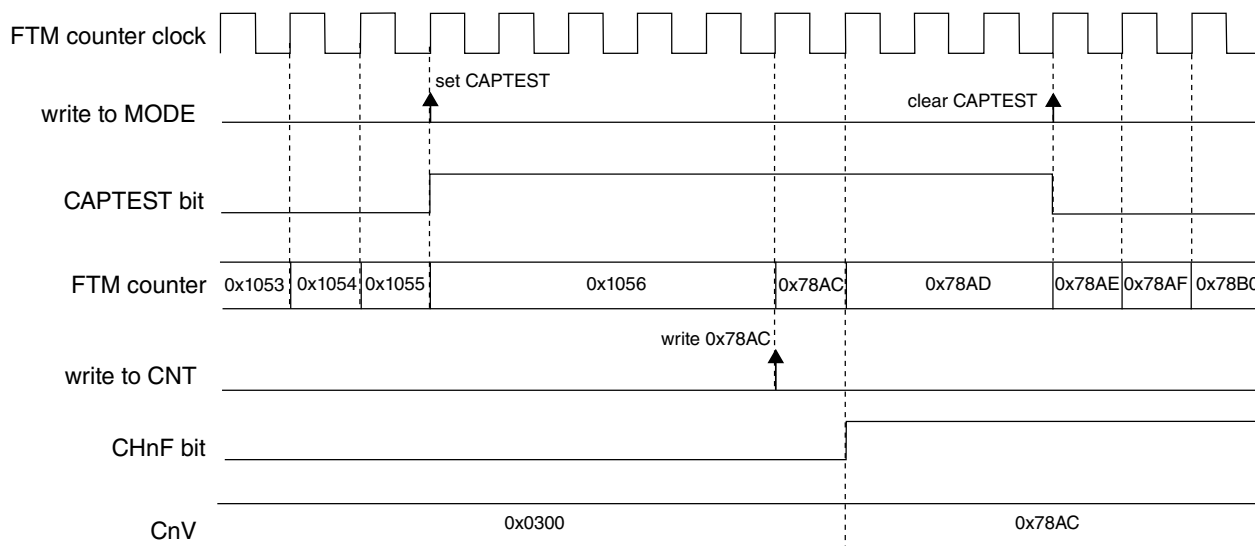 FTM counter clock
set CAPTEST
write to MODE
clear CAPTEST
CAPTEST bit
FTM counter 0x1053 0x1054 0x1055 0x1056 0x78AC 0x78AD 0x78AE 0x78AF 0x78B0
write 0x78AC
write to CNT
CHnF bit
CnV 0x0300 0x78AC